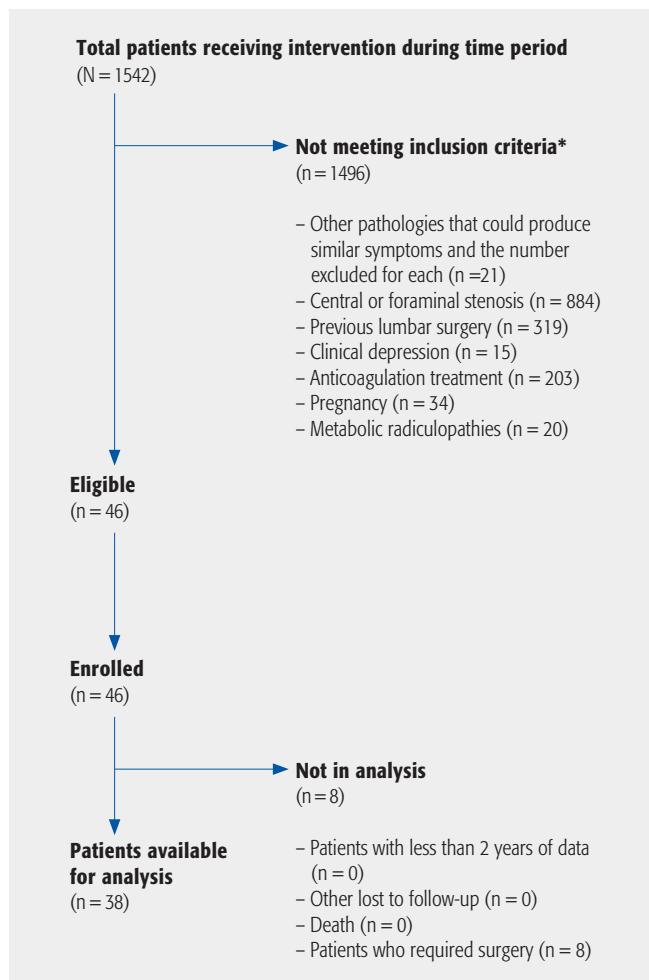 Total patients receiving intervention during time period
(N = 1542)
Not meeting inclusion criteria*
(n = 1496)
– Other pathologies that could produce
similar symptoms and the number
excluded for each (n =21)
– Central or foraminal stenosis (n = 884)
– Previous lumbar surgery (n = 319)
– Clinical depression (n = 15)
– Anticoagulation treatment (n = 203)
– Pregnancy (n = 34)
– Metabolic radiculopathies (n = 20)
Eligible
(n = 46)
Enrolled
(n = 46)
Not in analysis
(n = 8)
– Patients with less than 2 years of data
(n = 0)
– Other lost to follow-up (n = 0)
– Death (n = 0)
– Patients who required surgery (n = 8)
Patients available
for analysis
(n = 38)